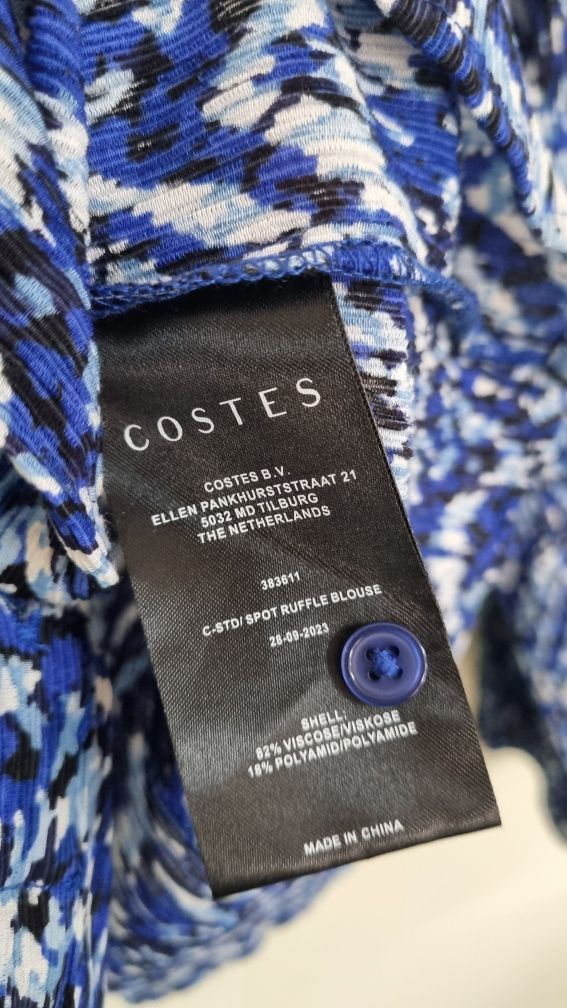 COSTES
COSTES B.V.
ELLEN PANKHURSTSTRAAT 21
5032 MD TILBURG
THE NETHERLANDS
383611
C-STD/ SPOT RUFFLE BLOUSE
28-09-2023
SHELL:
82% VISCOSE/VISKOSE
18% POLYAMID/POLYAMIDE
MADE IN CHINA